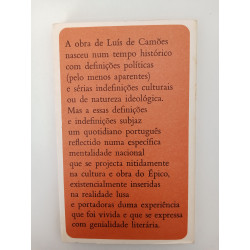 A obra de Luís de Camões
nasceu num tempo histórico
com definições políticas
(pelo menos aparentes)
e sérias indefinições culturais
ou de natureza ideológica.
Mas a essas definições
e indefinições subjaz
um quotidiano português
reflectido numa específica
mentalidade nacional
que se projecta nitidamente
na cultura e obra do Épico,
existencialmente inseridas
na realidade lusa
e portadoras duma experiência
que foi vivida e que se expressa
com genialidade literária.